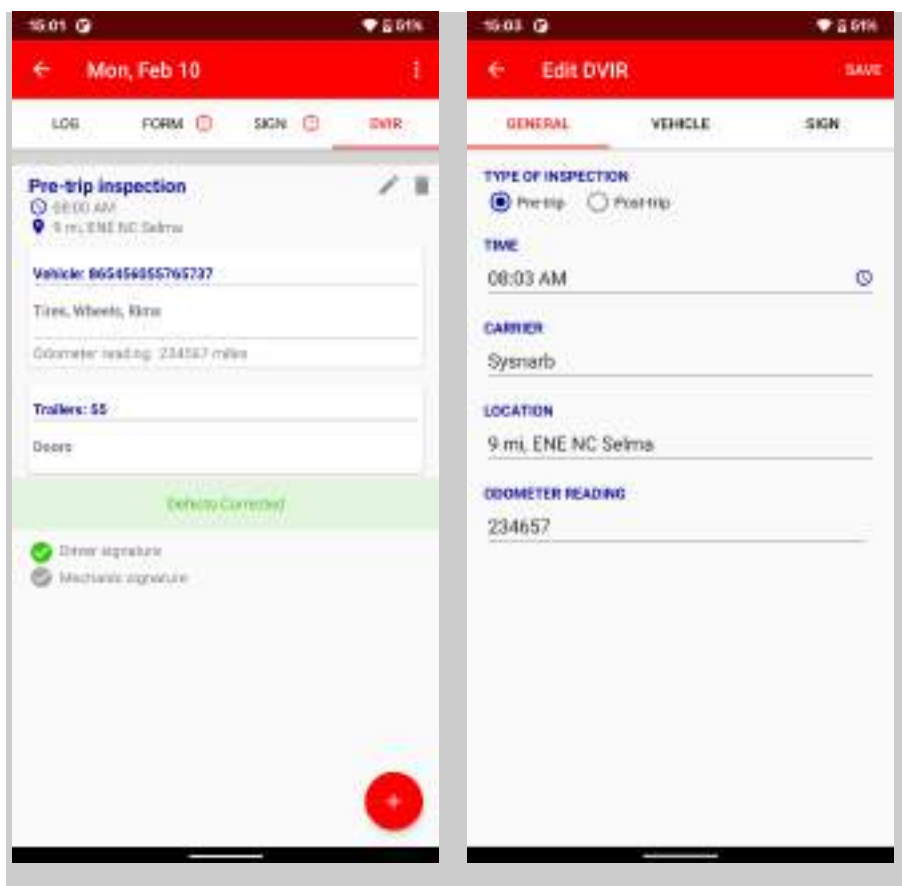 15:01 51%
Mon, Feb 10
LOG FORM SIGN DVIR
Pre-trip inspection
08:00 AM
9 mi, ENE NC Selma
Vehicle: 865456055765737
Tires, Wheels, Rims
Odometer reading: 234567 miles
Trailers: 55
Doors
Defects Corrected
Driver signature
Mechanic signature
+
15:03 51%
Edit DVIR SAVE
GENERAL VEHICLE SIGN
TYPE OF INSPECTION
Pre-trip Post-trip
TIME
08:03 AM
CARRIER
Sysnarb
LOCATION
9 mi, ENE NC Selma
ODOMETER READING
234657